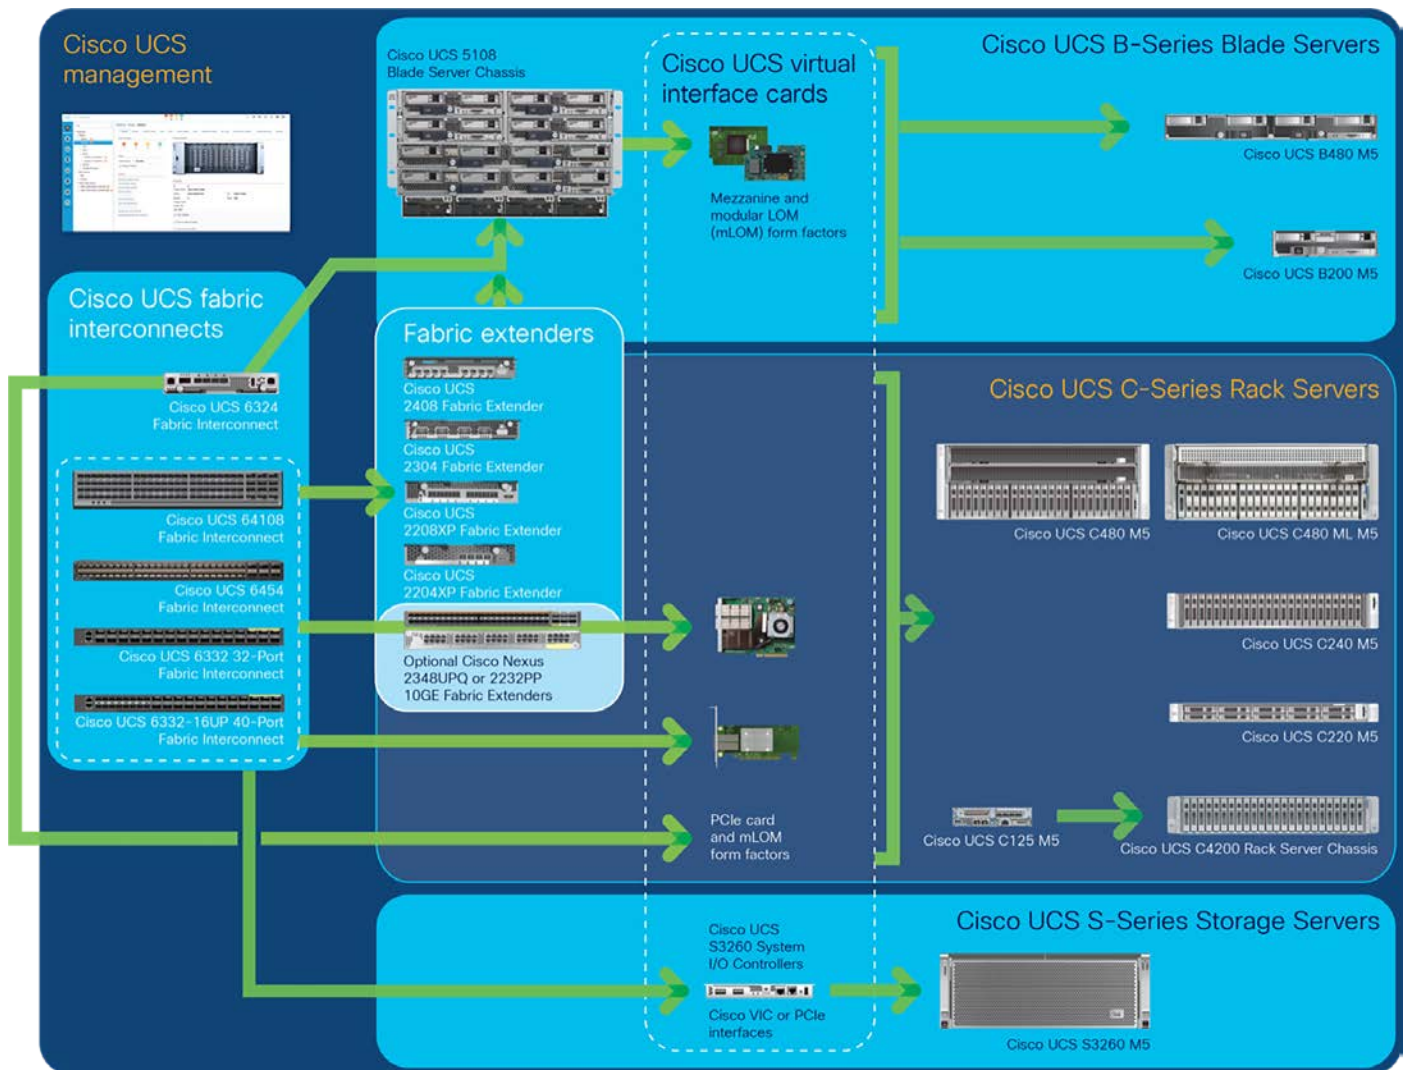 Cisco UCS
management
Cisco UCS 5108
Blade Server Chassis
Cisco UCS virtual
interface cards
Mezzanine and
modular LOM
(mLOM) form factors
Cisco UCS B-Series Blade Servers
Cisco UCS B480 M5
Cisco UCS B200 M5
Cisco UCS fabric
interconnects
Cisco UCS 6324
Fabric Interconnect
Cisco UCS 64108
Fabric Interconnect
Cisco UCS 6454
Fabric Interconnect
Cisco UCS 6332 32-Port
Fabric Interconnect
Cisco UCS 6332-16UP 40-Port
Fabric Interconnect
Fabric extenders
Cisco UCS
2408 Fabric Extender
Cisco UCS
2304 Fabric Extender
Cisco UCS
2208XP Fabric Extender
Cisco UCS
2204XP Fabric Extender
Optional Cisco Nexus
2348UPQ or 2232PP
10GE Fabric Extenders
PCIe card
and mLOM
form factors
Cisco UCS C-Series Rack Servers
Cisco UCS C480 M5
Cisco UCS C480 ML M5
Cisco UCS C240 M5
Cisco UCS C220 M5
Cisco UCS C125 M5
Cisco UCS C4200 Rack Server Chassis
Cisco UCS S-Series Storage Servers
Cisco UCS
S3260 System
I/O Controllers
Cisco VIC or PCIe
interfaces
Cisco UCS S3260 M5